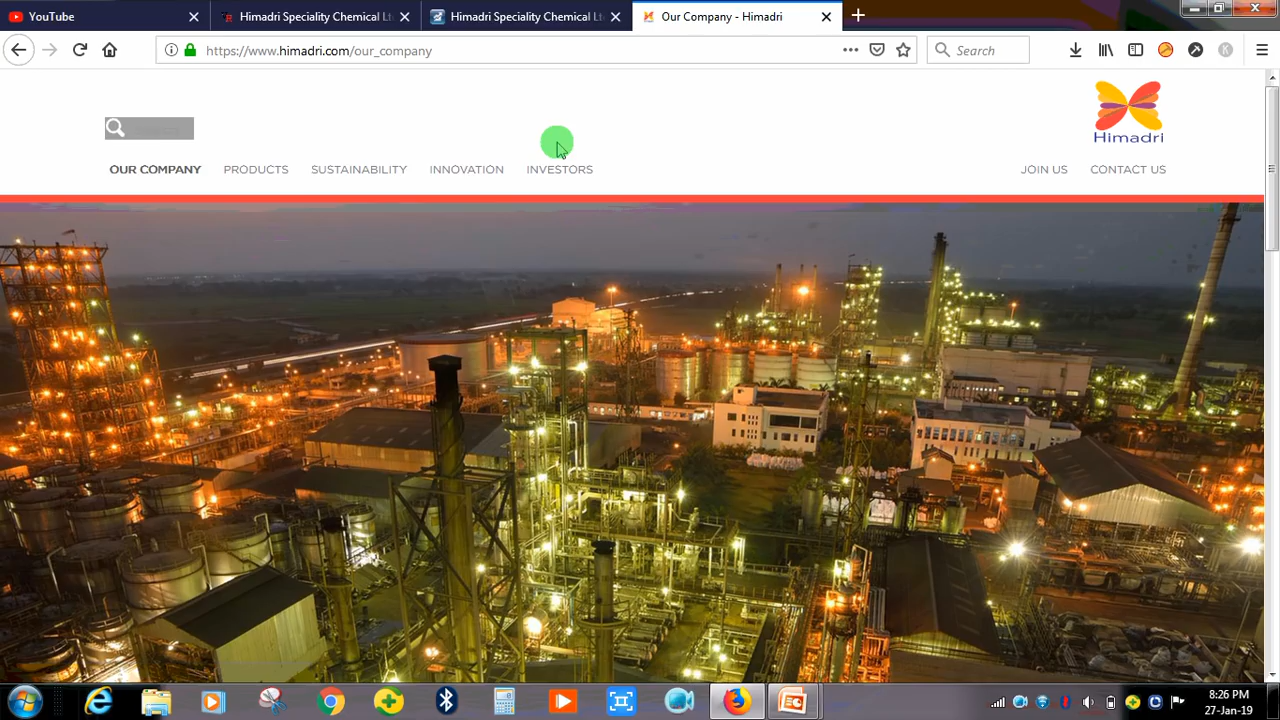 YouTube
Himadri Speciality Chemical Lt
Himadri Speciality Chemical Lt
Our Company - Himadri
https://www.himadri.com/our_company
Search
Himadri
OUR COMPANY PRODUCTS SUSTAINABILITY INNOVATION INVESTORS JOIN US CONTACT US
8:26 PM
27-Jan-19